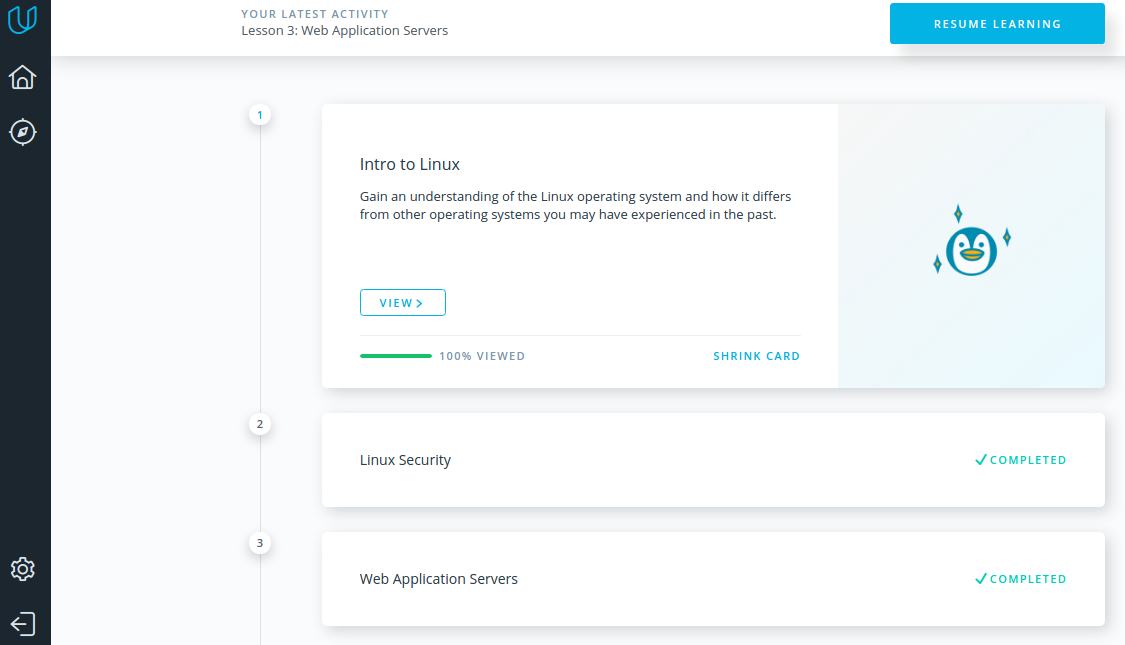 YOUR LATEST ACTIVITY
Lesson 3: Web Application Servers
RESUME LEARNING
1
Intro to Linux
Gain an understanding of the Linux operating system and how it differs
from other operating systems you may have experienced in the past.
VIEW
100% VIEWED
SHRINK CARD
2
Linux Security
COMPLETED
3
Web Application Servers
COMPLETED